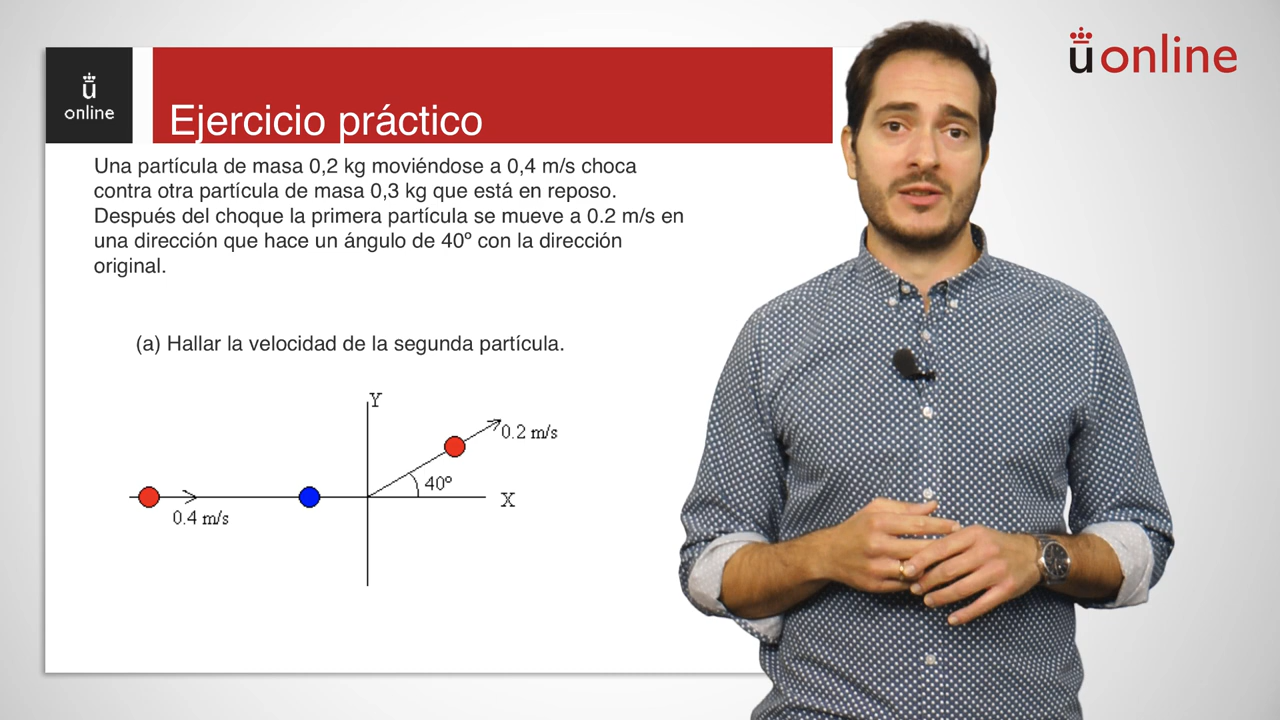 ū
online
Ejercicio práctico
ūonline
Una partícula de masa 0,2 kg moviéndose a 0,4 m/s choca
contra otra partícula de masa 0,3 kg que está en reposo.
Después del choque la primera partícula se mueve a 0.2 m/s en
una dirección que hace un ángulo de 40º con la dirección
original.
(a) Hallar la velocidad de la segunda partícula.
Y
0.2 m/s
40º
X
0.4 m/s